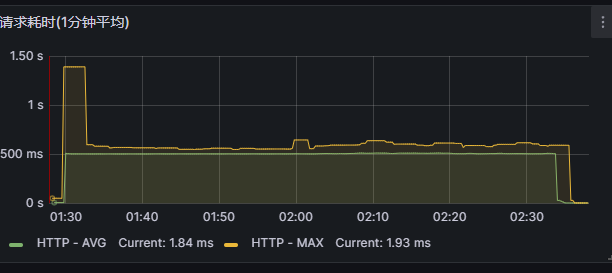 请求耗时(1分钟平均)
1.50 s
1 s
500 ms
0 s
01:30 01:40 01:50 02:00 02:10 02:20 02:30
HTTP - AVG Current: 1.84 ms HTTP - MAX Current: 1.93 ms